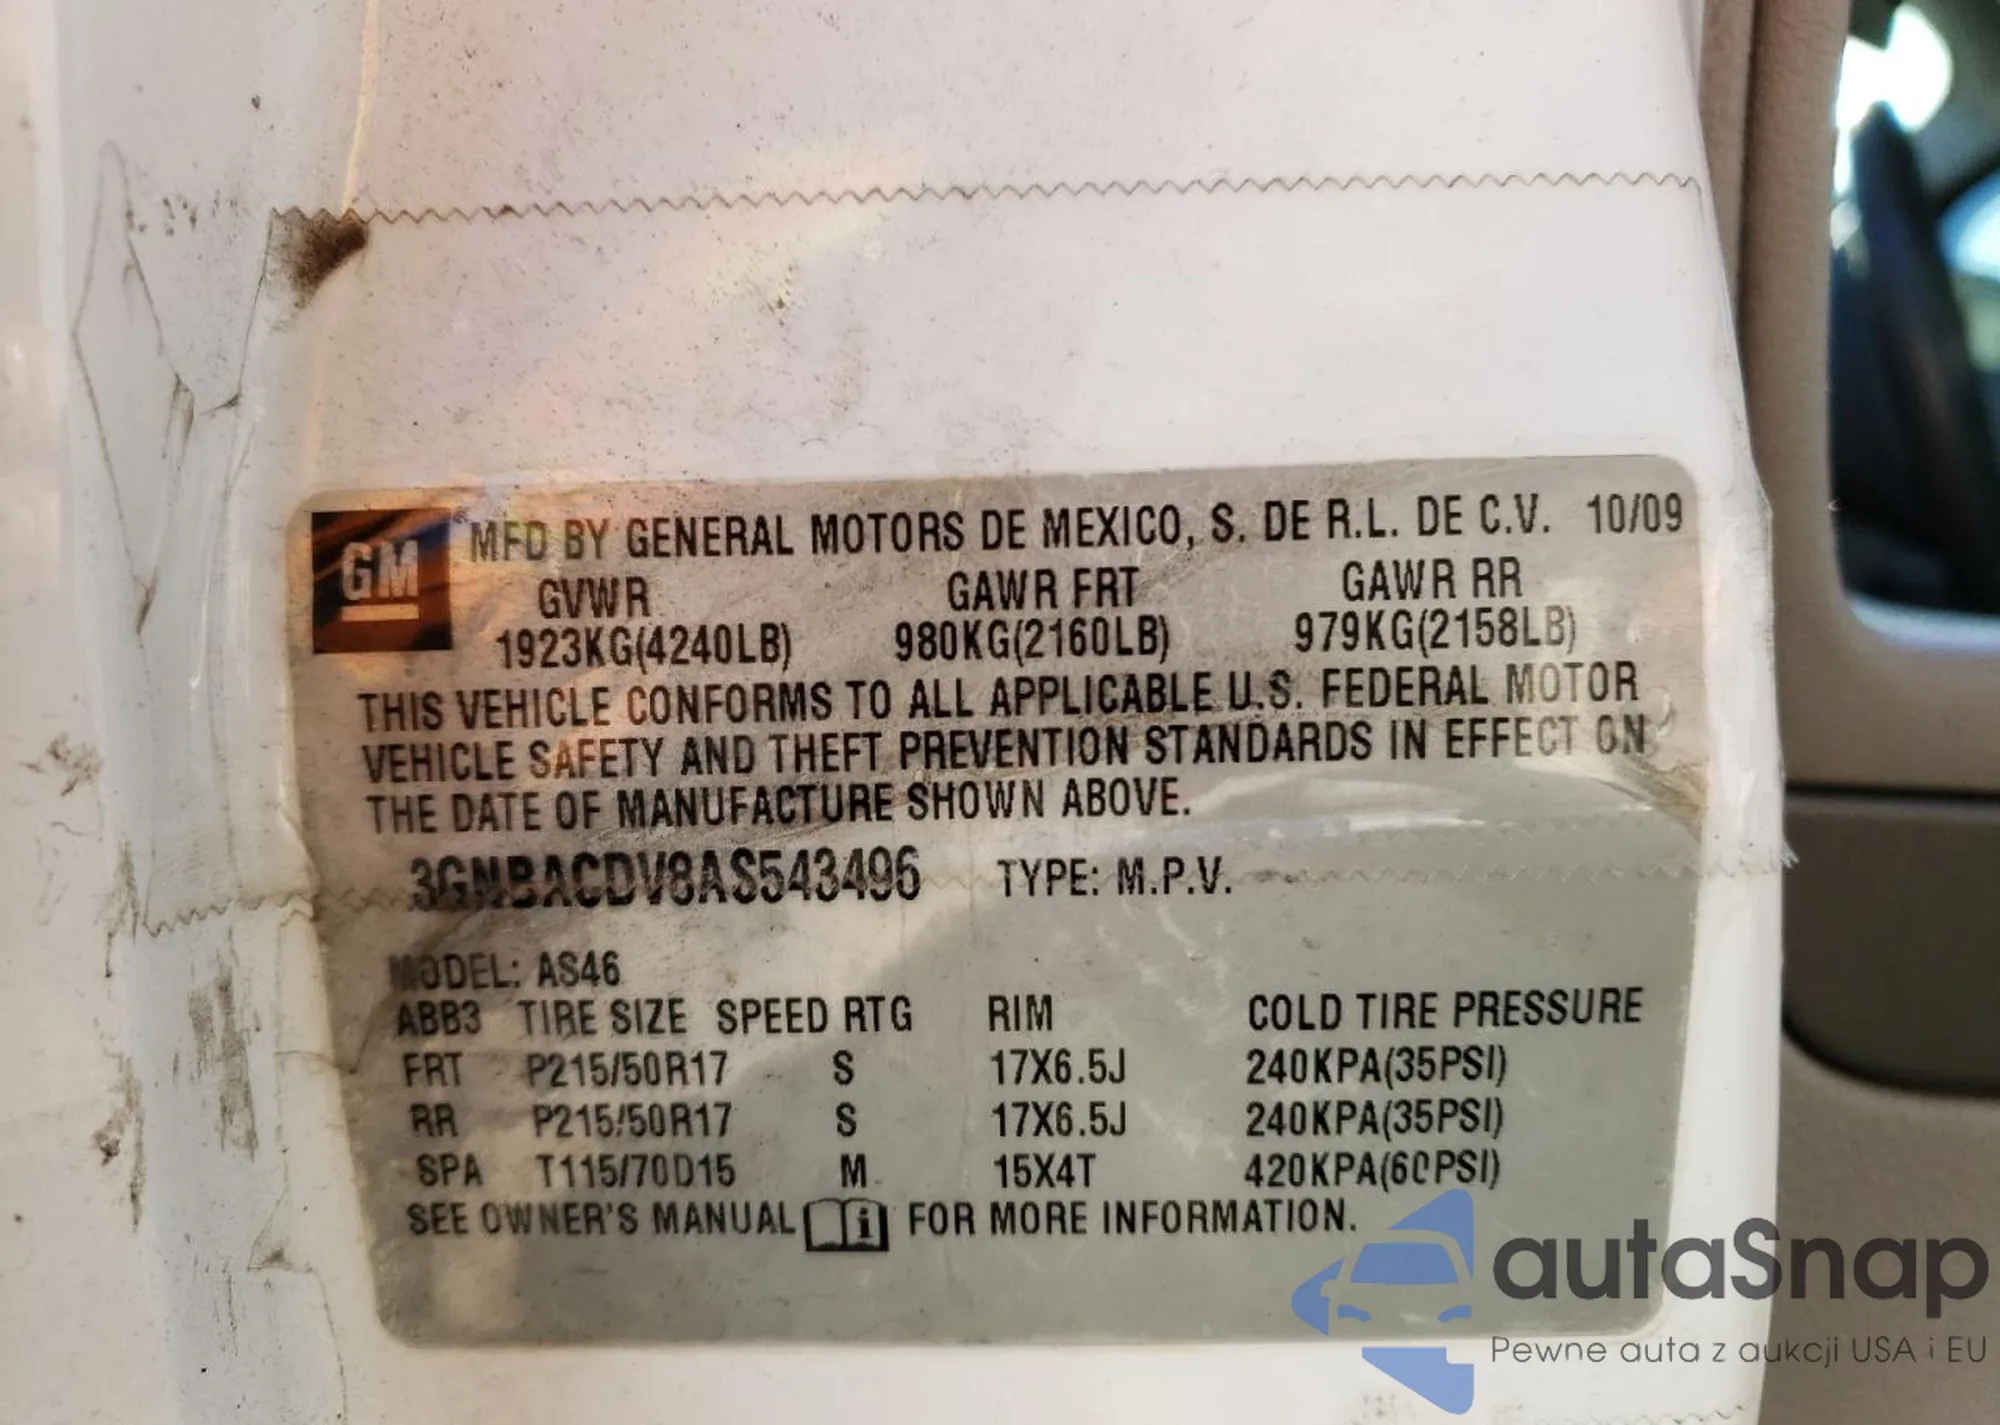 GM MFD BY GENERAL MOTORS DE MEXICO, S. DE R.L. DE C.V. 10/09
GVWR GAWR FRT GAWR RR
1923KG(4240LB) 980KG(2160LB) 979KG(2158LB)
THIS VEHICLE CONFORMS TO ALL APPLICABLE U.S. FEDERAL MOTOR
VEHICLE SAFETY AND THEFT PREVENTION STANDARDS IN EFFECT ON
THE DATE OF MANUFACTURE SHOWN ABOVE.
3GNBACDV8AS543496 TYPE: M.P.V.
MODEL: AS46
ABB3 TIRE SIZE SPEED RTG RIM COLD TIRE PRESSURE
FRT P215/50R17 S 17X6.5J 240KPA(35PSI)
RR P215/50R17 S 17X6.5J 240KPA(35PSI)
SPA T115/70D15 M 15X4T 420KPA(60PSI)
SEE OWNER'S MANUAL i FOR MORE INFORMATION.
autaSnap
Pewne auta z aukcji USA i EU